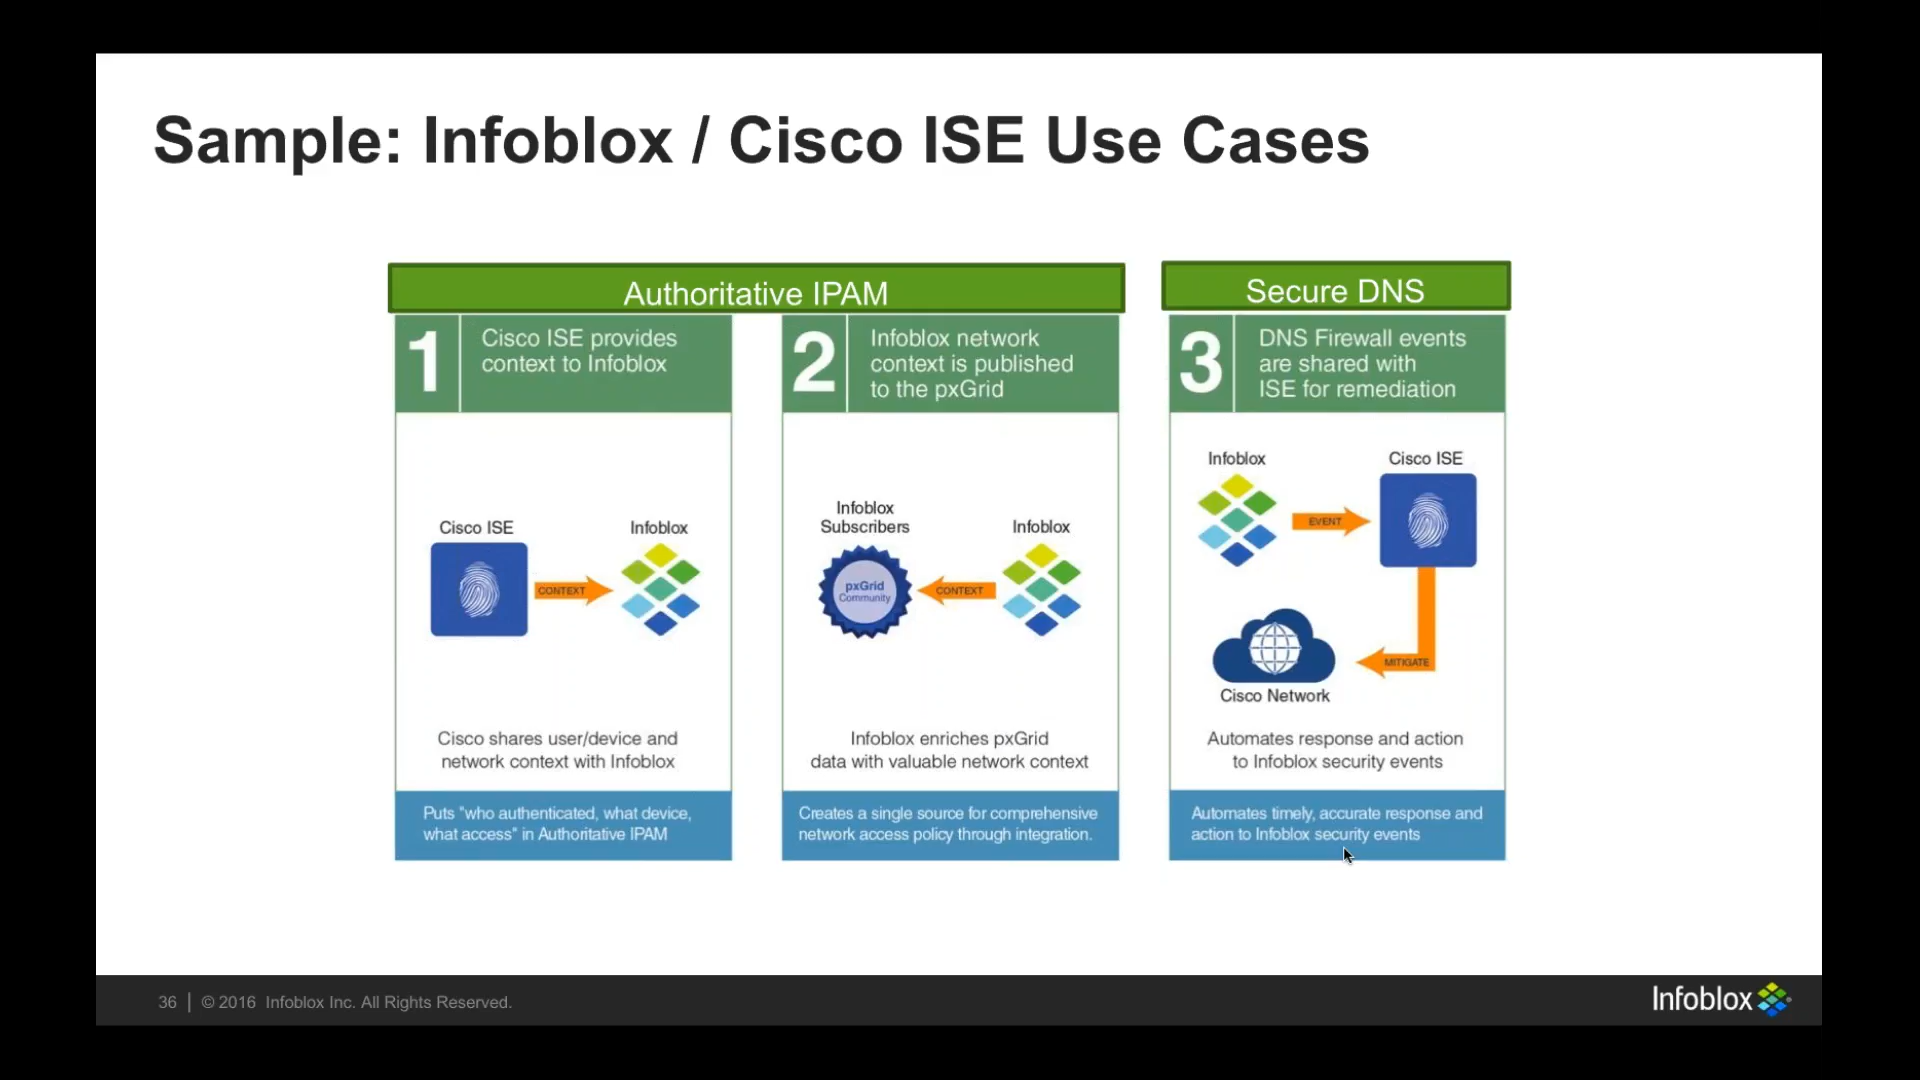 Sample: Infoblox / Cisco ISE Use Cases
Authoritative IPAM
Secure DNS
1
Cisco ISE provides
context to Infoblox
Cisco ISE
Infoblox
CONTEXT
Cisco shares user/device and
network context with Infoblox
Puts "who authenticated, what device,
what access" in Authoritative IPAM
2
Infoblox network
context is published
to the pxGrid
Infoblox
Subscribers
Infoblox
pxGrid
Community
CONTEXT
Infoblox enriches pxGrid
data with valuable network context
Creates a single source for comprehensive
network access policy through integration.
3
DNS Firewall events
are shared with
ISE for remediation
Infoblox
Cisco ISE
EVENT
MITIGATE
Cisco Network
Automates response and action
to Infoblox security events
Automates timely, accurate response and
action to Infoblox security events
36 | © 2016 Infoblox Inc. All Rights Reserved.
Infoblox